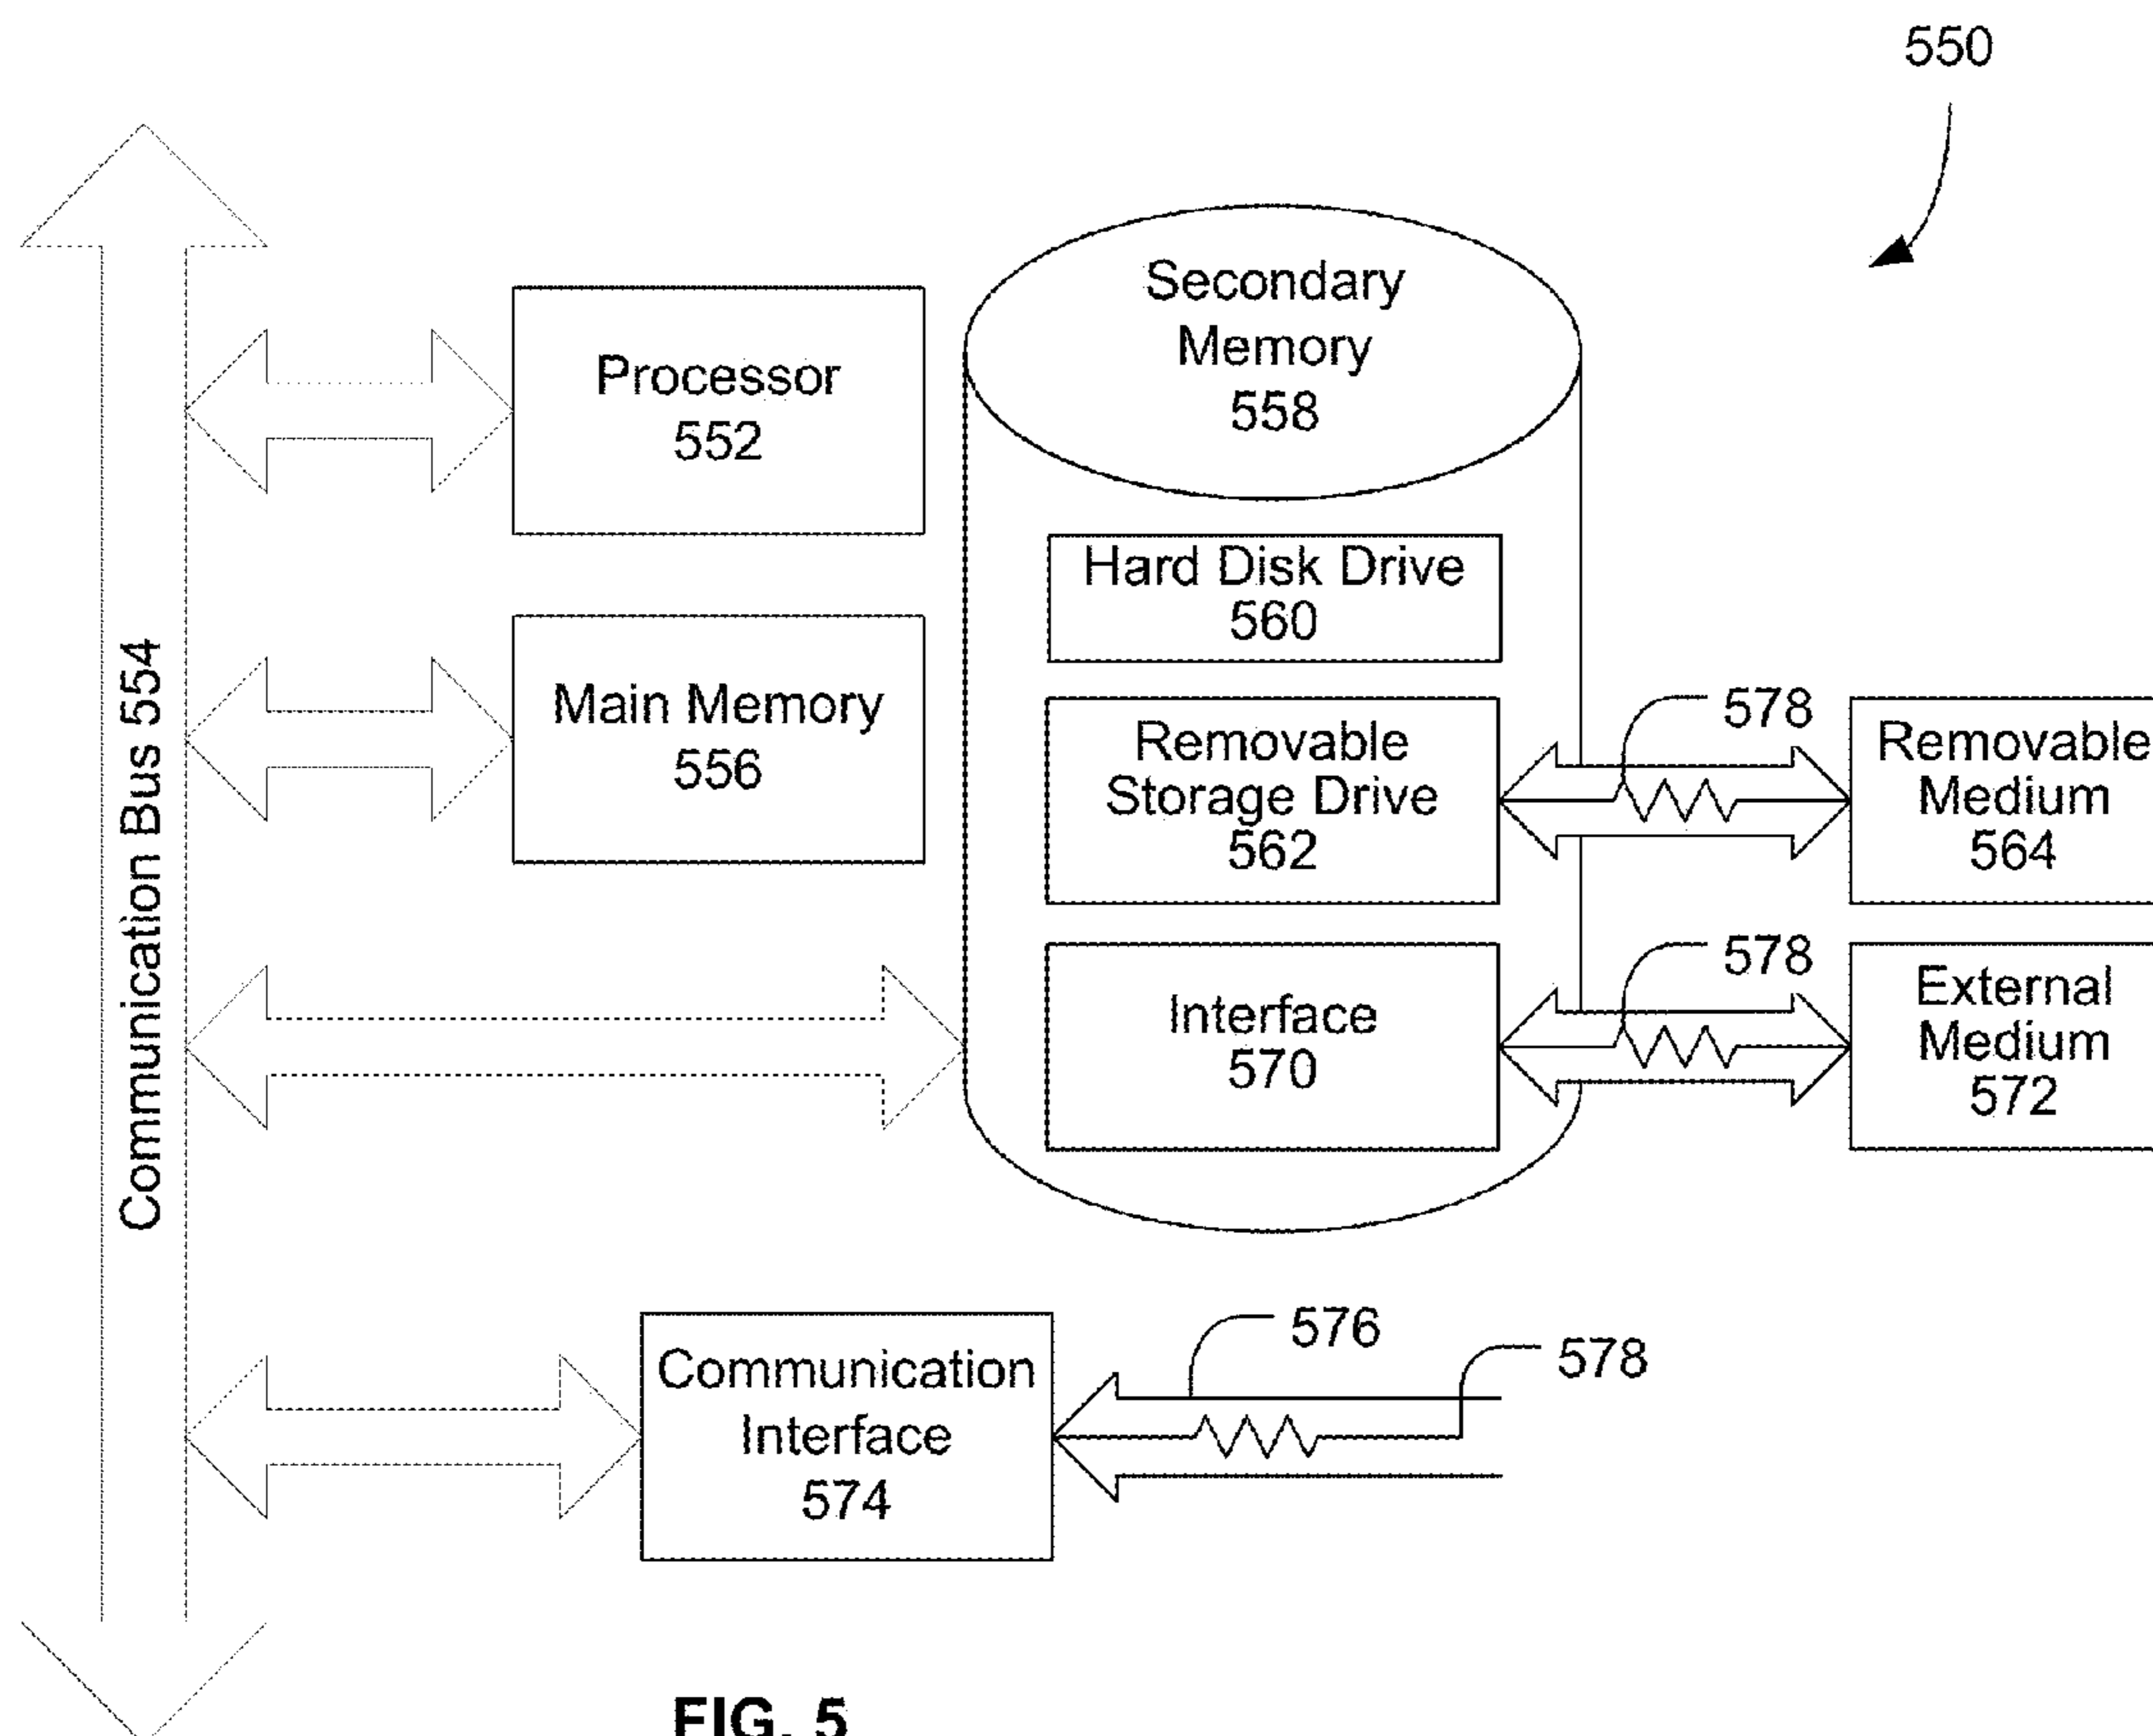 550
Communication Bus 554
Processor
552
Secondary
Memory
558
Hard Disk Drive
560
Main Memory
556
Removable
Storage Drive
562
578
Removable
Medium
564
Interface
570
578
External
Medium
572
Communication
Interface
574
576
578
FIG. 5